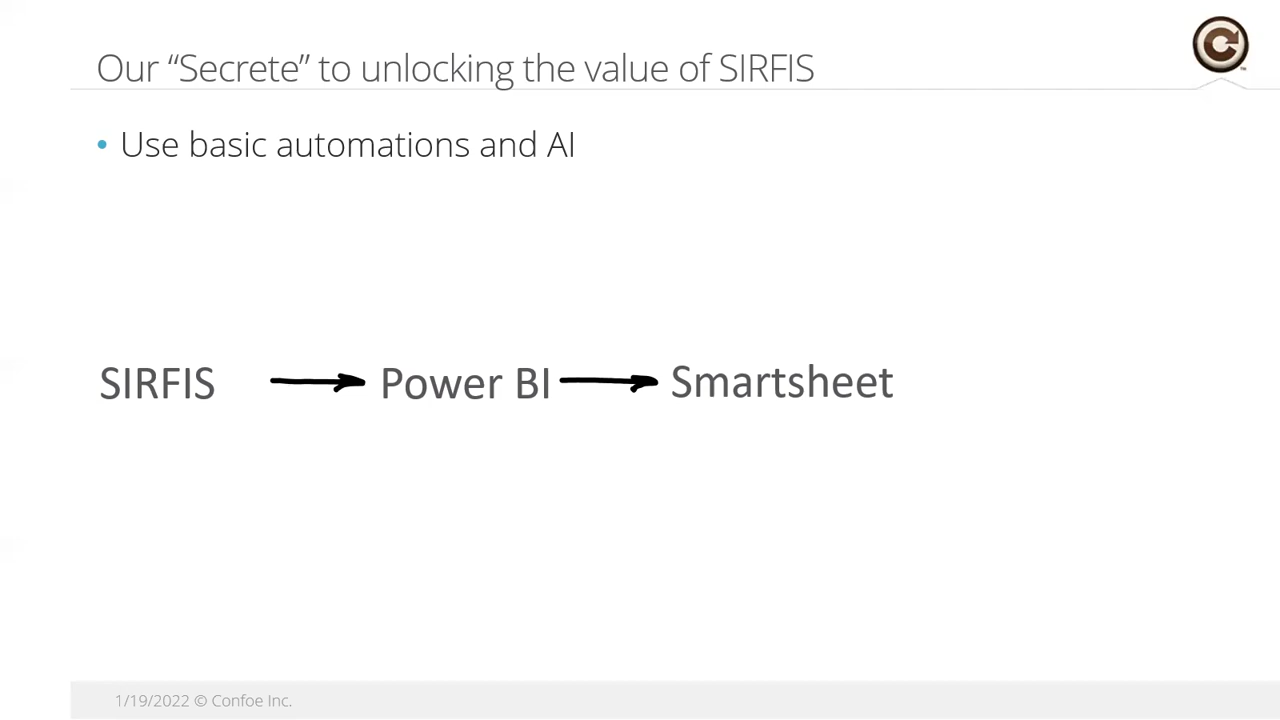 Our “Secrete” to unlocking the value of SIRFIS
• Use basic automations and AI
SIRFIS Power BI Smartsheet
1/19/2022 © Confoe Inc.